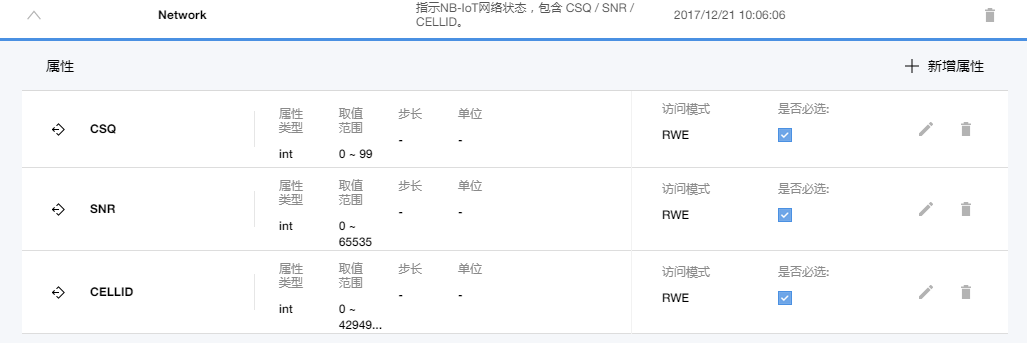 Network
指示NB-IoT网络状态，包含 CSQ / SNR /
CELLID。
2017/12/21 10:06:06
属性
新增属性
CSQ
属性
类型
int
取值
范围
0 ~ 99
步长
-
单位
-
访问模式
RWE
是否必选:
SNR
属性
类型
int
取值
范围
0 ~
65535
步长
-
单位
-
访问模式
RWE
是否必选:
CELLID
属性
类型
int
取值
范围
0 ~
42949...
步长
-
单位
-
访问模式
RWE
是否必选: